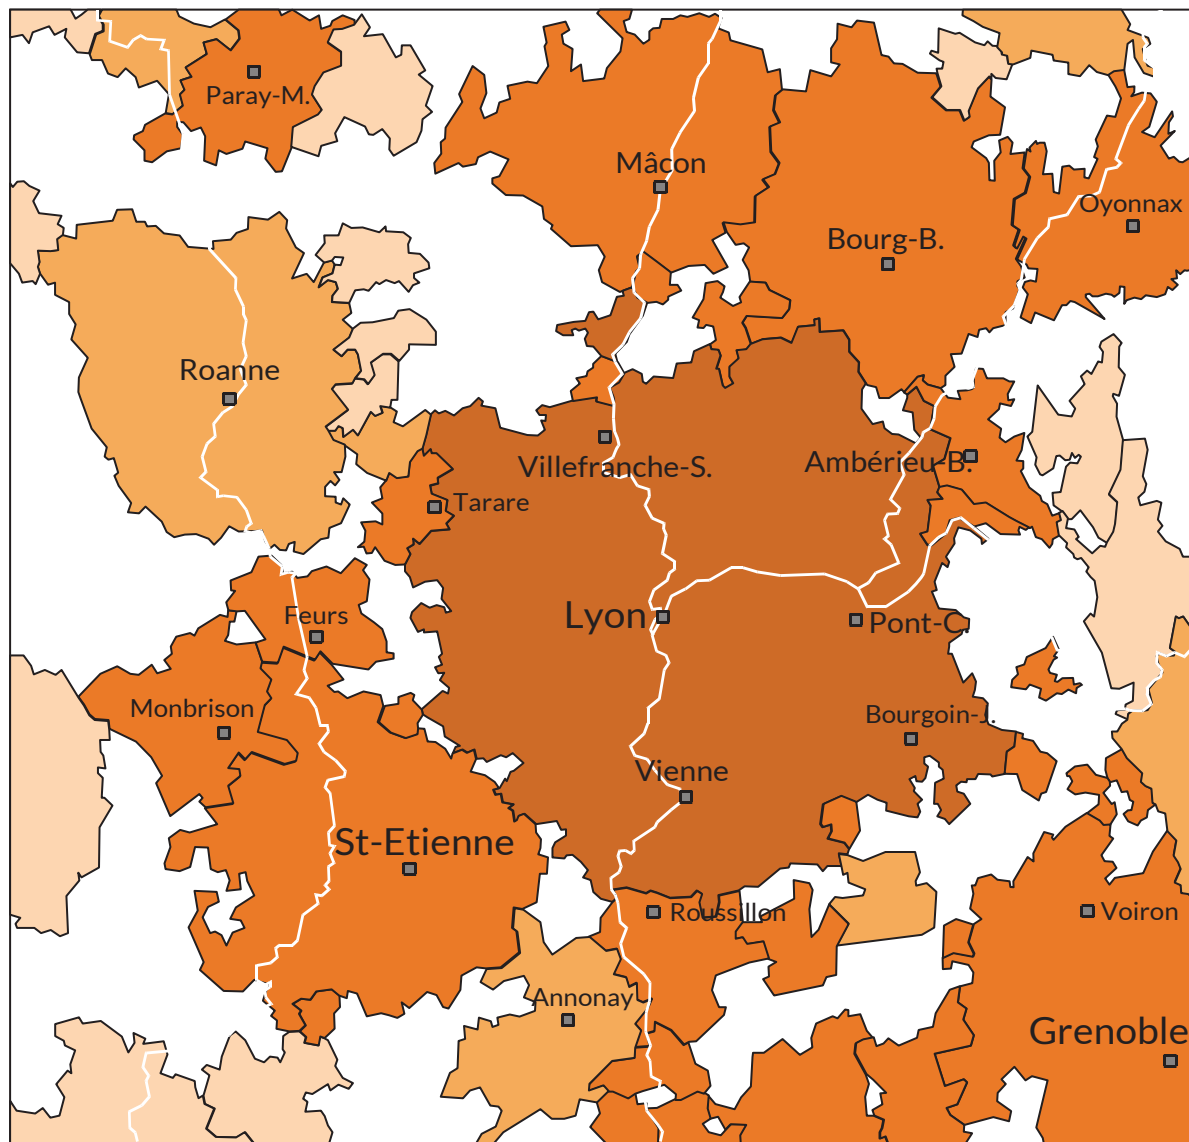 Paray-M.
Mâcon
Oyonnax
Bourg-B.
Roanne
Villefranche-S.
Ambérieu-B.
Tarare
Lyon
Feurs
Pont-C.
Monbrison
Bourgoin-J.
Vienne
St-Etienne
Roussillon
Voiron
Annonay
Grenoble